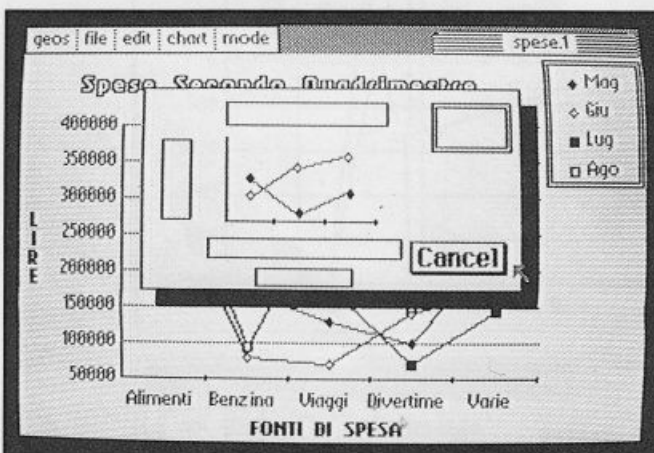 geos file edit chart mode
spese.1
Spese Secondo Quadrimestre
400000
350000
300000
250000
200000
150000
100000
50000
LIRE
Mag
Giu
Lug
Ago
Cancel
Alimenti Benzina Viaggi Divertime Varie
FONTI DI SPESA